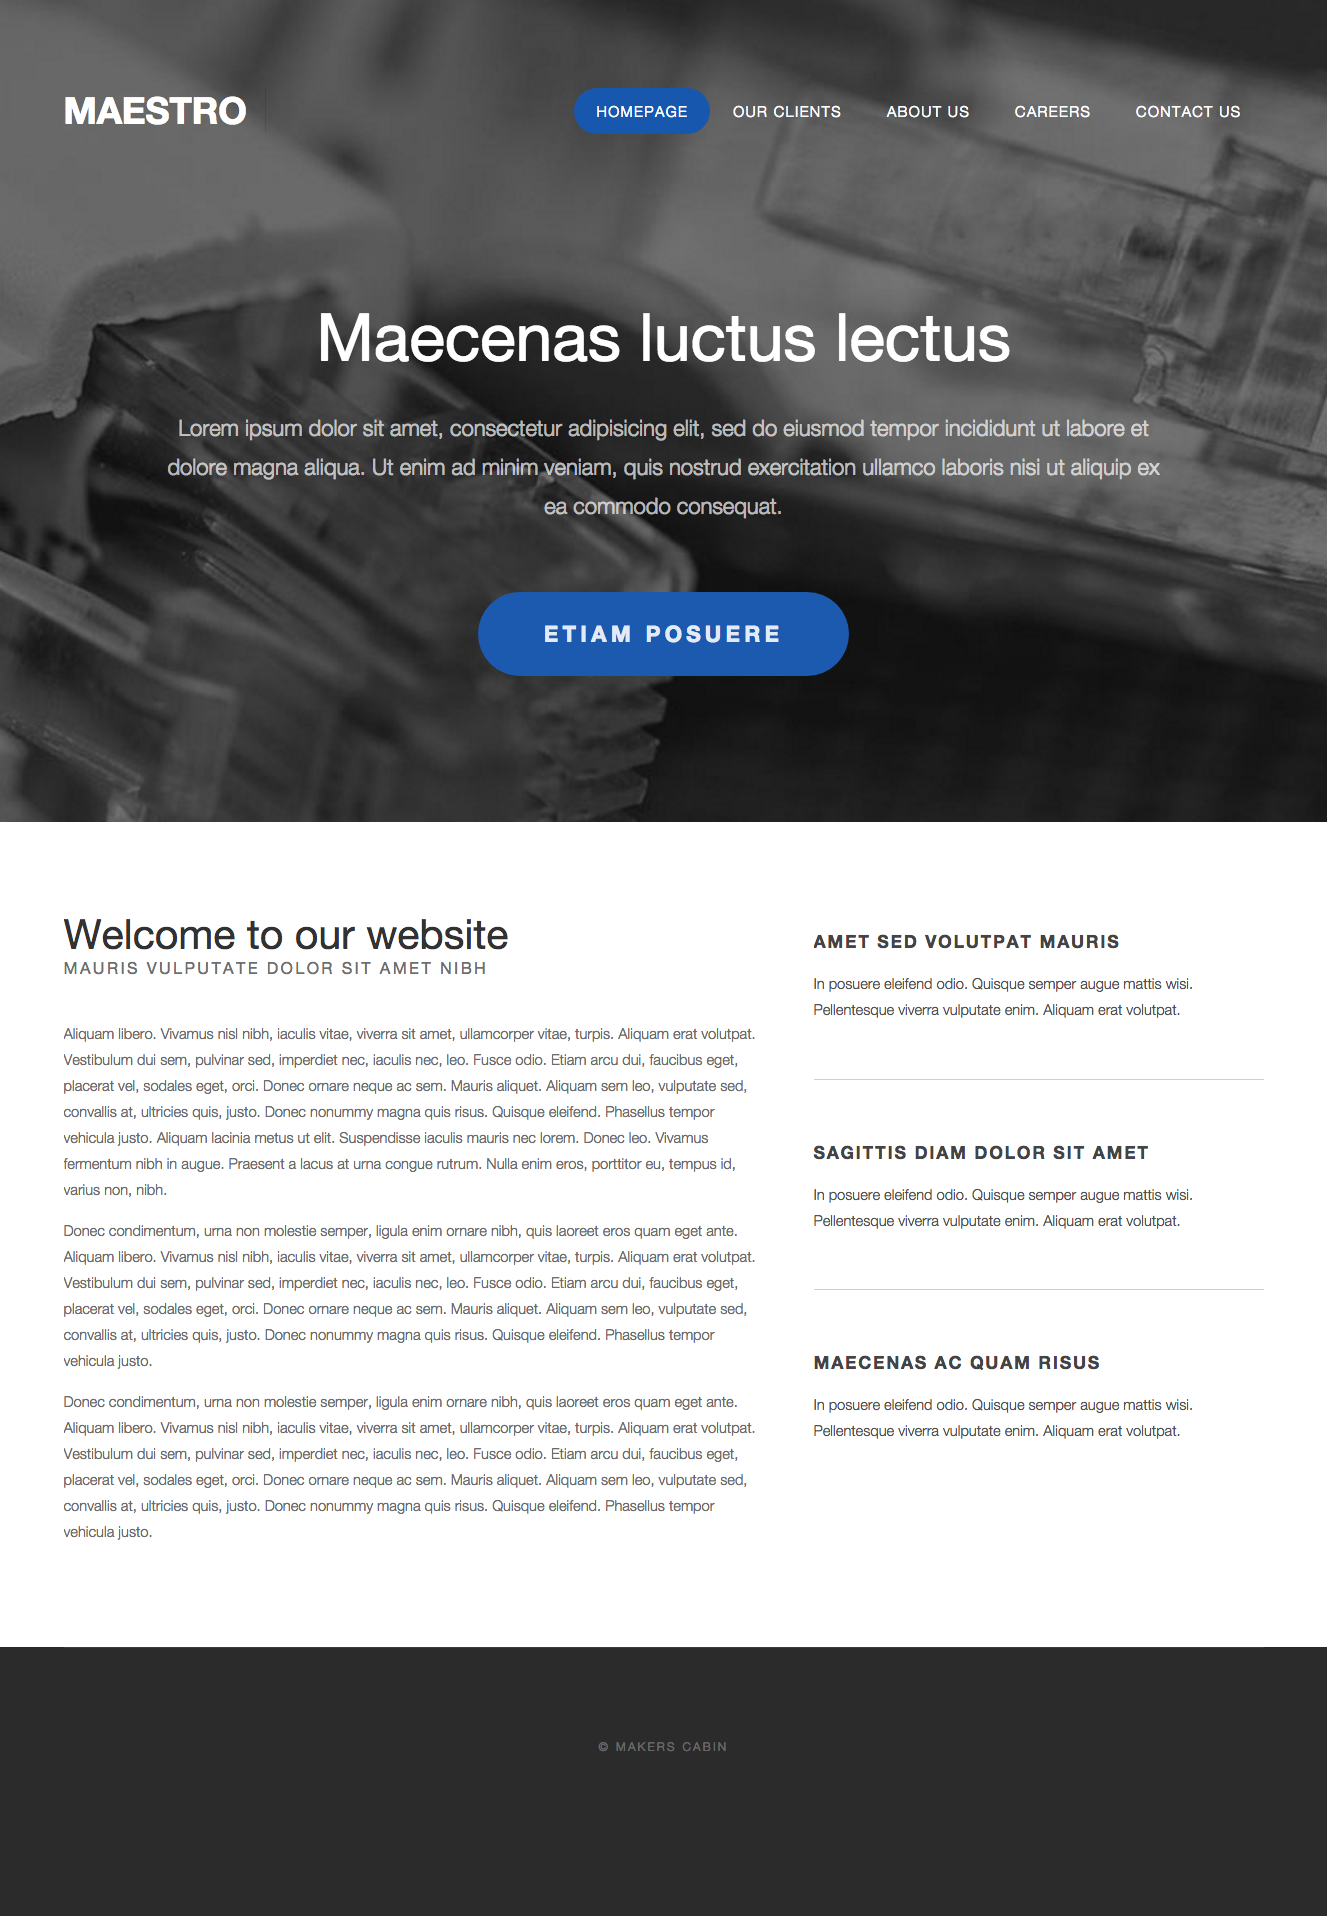 MAESTRO
HOMEPAGE
OUR CLIENTS
ABOUT US
CAREERS
CONTACT US
Maecenas luctus lectus
Lorem ipsum dolor sit amet, consectetur adipisicing elit, sed do eiusmod tempor incididunt ut labore et
dolore magna aliqua. Ut enim ad minim veniam, quis nostrud exercitation ullamco laboris nisi ut aliquip ex
ea commodo consequat.
ETIAM POSUERE
Welcome to our website
MAURIS VULPUTATE DOLOR SIT AMET NIBH
Aliquam libero. Vivamus nisl nibh, iaculis vitae, viverra sit amet, ullamcorper vitae, turpis. Aliquam erat volutpat.
Vestibulum dui sem, pulvinar sed, imperdiet nec, iaculis nec, leo. Fusce odio. Etiam arcu dui, faucibus eget,
placerat vel, sodales eget, orci. Donec ornare neque ac sem. Mauris aliquet. Aliquam sem leo, vulputate sed,
convallis at, ultricies quis, justo. Donec nonummy magna quis risus. Quisque eleifend. Phasellus tempor
vehicula justo. Aliquam lacinia metus ut elit. Suspendisse iaculis mauris nec lorem. Donec leo. Vivamus
fermentum nibh in augue. Praesent a lacus at urna congue rutrum. Nulla enim eros, porttitor eu, tempus id,
varius non, nibh.
Donec condimentum, urna non molestie semper, ligula enim ornare nibh, quis laoreet eros quam eget ante.
Aliquam libero. Vivamus nisl nibh, iaculis vitae, viverra sit amet, ullamcorper vitae, turpis. Aliquam erat volutpat.
Vestibulum dui sem, pulvinar sed, imperdiet nec, iaculis nec, leo. Fusce odio. Etiam arcu dui, faucibus eget,
placerat vel, sodales eget, orci. Donec ornare neque ac sem. Mauris aliquet. Aliquam sem leo, vulputate sed,
convallis at, ultricies quis, justo. Donec nonummy magna quis risus. Quisque eleifend. Phasellus tempor
vehicula justo.
Donec condimentum, urna non molestie semper, ligula enim ornare nibh, quis laoreet eros quam eget ante.
Aliquam libero. Vivamus nisl nibh, iaculis vitae, viverra sit amet, ullamcorper vitae, turpis. Aliquam erat volutpat.
Vestibulum dui sem, pulvinar sed, imperdiet nec, iaculis nec, leo. Fusce odio. Etiam arcu dui, faucibus eget,
placerat vel, sodales eget, orci. Donec ornare neque ac sem. Mauris aliquet. Aliquam sem leo, vulputate sed,
convallis at, ultricies quis, justo. Donec nonummy magna quis risus. Quisque eleifend. Phasellus tempor
vehicula justo.
AMET SED VOLUTPAT MAURIS
In posuere eleifend odio. Quisque semper augue mattis wisi.
Pellentesque viverra vulputate enim. Aliquam erat volutpat.
SAGITTIS DIAM DOLOR SIT AMET
In posuere eleifend odio. Quisque semper augue mattis wisi.
Pellentesque viverra vulputate enim. Aliquam erat volutpat.
MAECENAS AC QUAM RISUS
In posuere eleifend odio. Quisque semper augue mattis wisi.
Pellentesque viverra vulputate enim. Aliquam erat volutpat.
© MAKERS CABIN